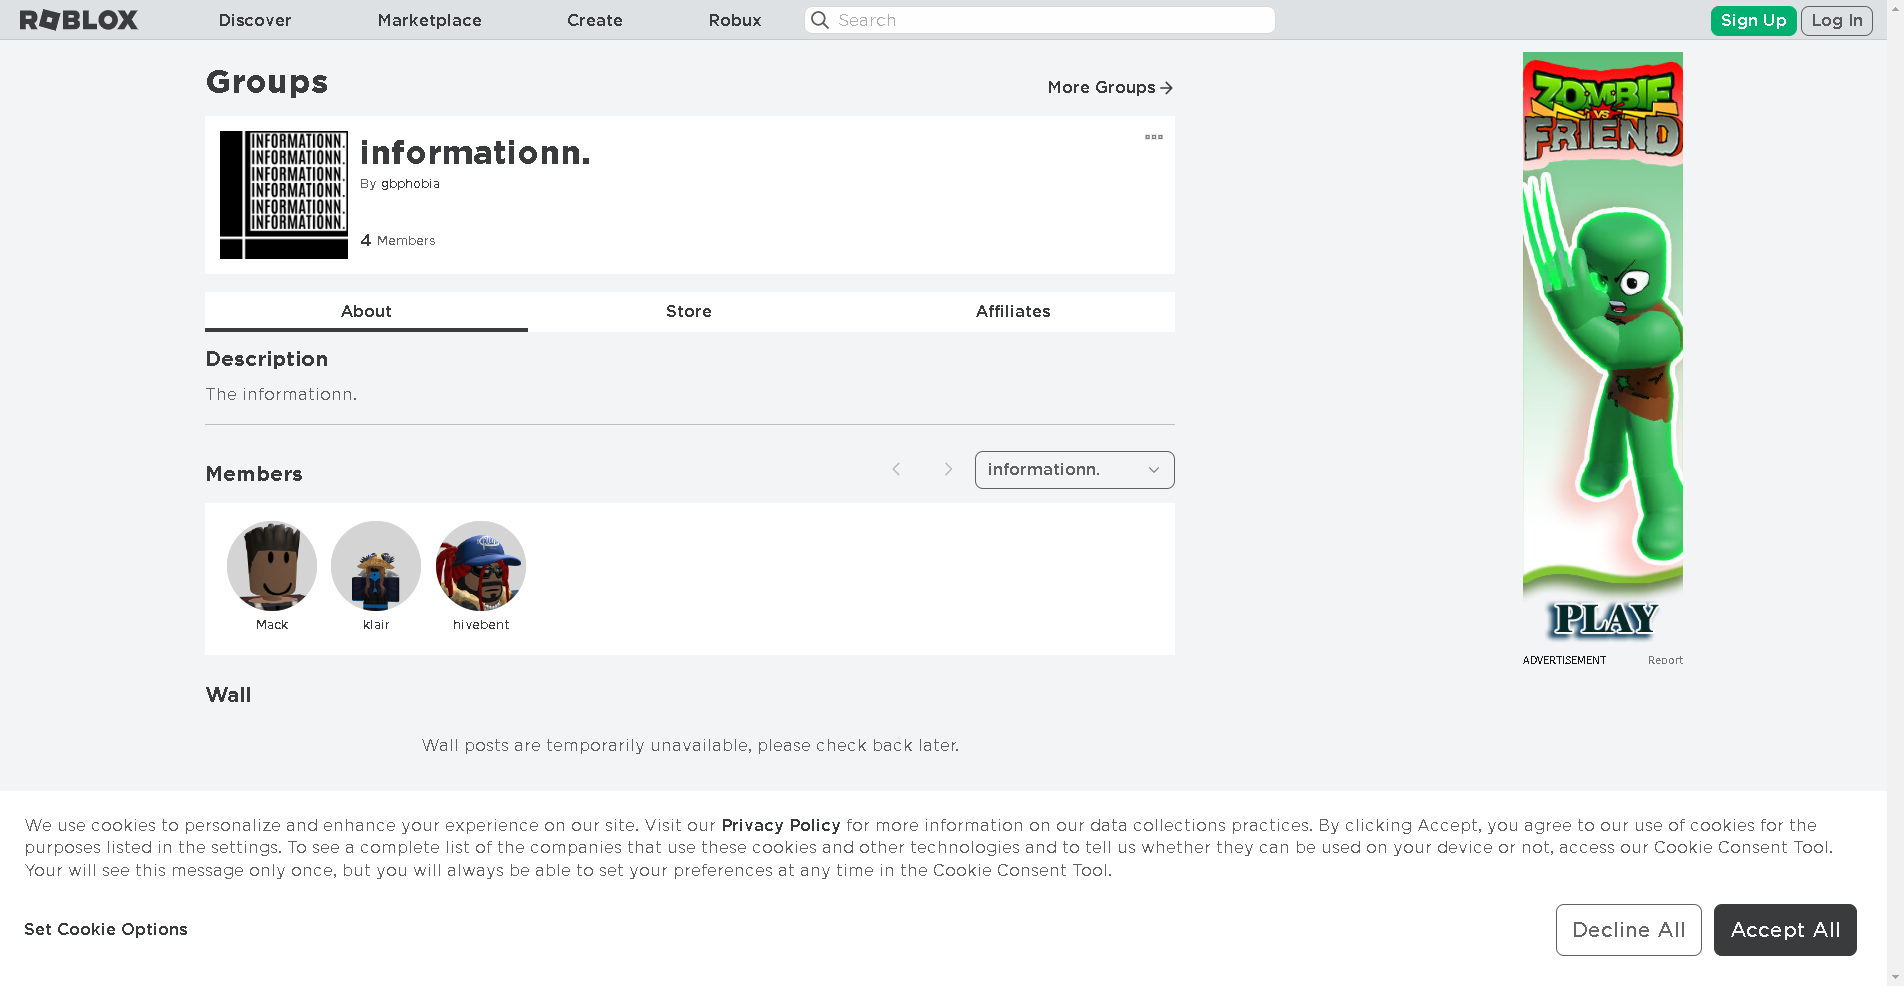 ROBLOX
Discover
Marketplace
Create
Robux
Search
Sign Up
Log In
Groups
More Groups
INFORMATIONN.
INFORMATIONN.
INFORMATIONN.
INFORMATIONN.
INFORMATIONN.
INFORMATIONN.
informationn.
By gbphobia
4 Members
About
Store
Affiliates
Description
The informationn.
Members
informationn.
Mack
klair
hivebent
Wall
Wall posts are temporarily unavailable, please check back later.
ZOMBIE
VS
FRIEND
PLAY
ADVERTISEMENT
Report
We use cookies to personalize and enhance your experience on our site. Visit our Privacy Policy for more information on our data collections practices. By clicking Accept, you agree to our use of cookies for the
purposes listed in the settings. To see a complete list of the companies that use these cookies and other technologies and to tell us whether they can be used on your device or not, access our Cookie Consent Tool.
Your will see this message only once, but you will always be able to set your preferences at any time in the Cookie Consent Tool.
Set Cookie Options
Decline All
Accept All